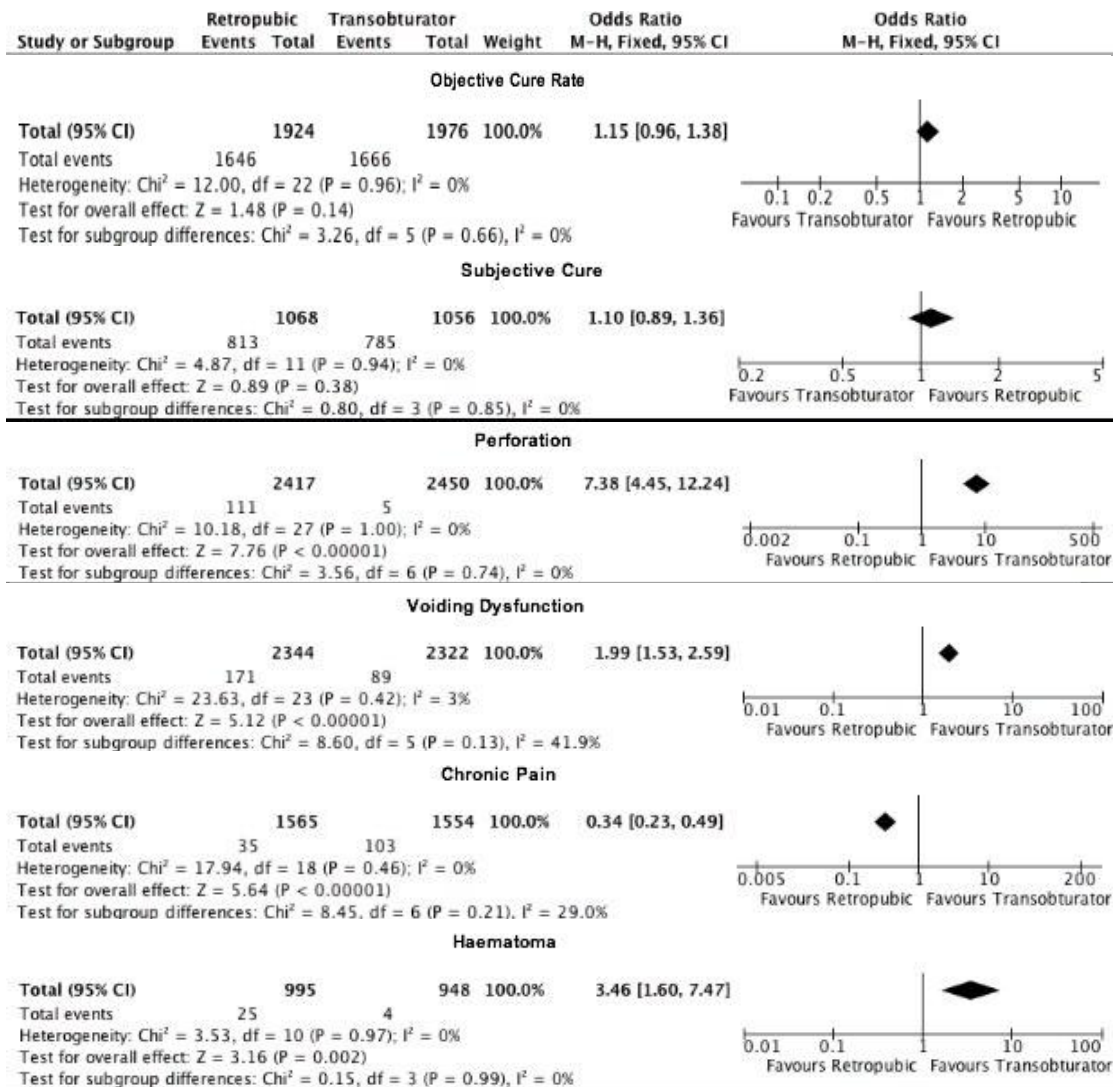 Retropubic Transobturator Odds Ratio Odds Ratio
Study or Subgroup Events Total Events Total Weight M-H, Fixed, 95% CI M-H, Fixed, 95% CI
Objective Cure Rate
Total (95% CI) 1924 1976 100.0% 1.15 [0.96, 1.38]
Total events 1646 1666
Heterogeneity: Chi² = 12.00, df = 22 (P = 0.96); I² = 0%
Test for overall effect: Z = 1.48 (P = 0.14)
Test for subgroup differences: Chi² = 3.26, df = 5 (P = 0.66), I² = 0%
0.1 0.2 0.5 1 2 5 10
Favours Transobturator Favours Retropubic
Subjective Cure
Total (95% CI) 1068 1056 100.0% 1.10 [0.89, 1.36]
Total events 813 785
Heterogeneity: Chi² = 4.87, df = 11 (P = 0.94); I² = 0%
Test for overall effect: Z = 0.89 (P = 0.38)
Test for subgroup differences: Chi² = 0.80, df = 3 (P = 0.85), I² = 0%
0.2 0.5 1 2 5
Favours Transobturator Favours Retropubic
Perforation
Total (95% CI) 2417 2450 100.0% 7.38 [4.45, 12.24]
Total events 111 5
Heterogeneity: Chi² = 10.18, df = 27 (P = 1.00); I² = 0%
Test for overall effect: Z = 7.76 (P < 0.00001)
Test for subgroup differences: Chi² = 3.56, df = 6 (P = 0.74), I² = 0%
0.002 0.1 1 10 500
Favours Retropubic Favours Transobturator
Voiding Dysfunction
Total (95% CI) 2344 2322 100.0% 1.99 [1.53, 2.59]
Total events 171 89
Heterogeneity: Chi² = 23.63, df = 23 (P = 0.42); I² = 3%
Test for overall effect: Z = 5.12 (P < 0.00001)
Test for subgroup differences: Chi² = 8.60, df = 5 (P = 0.13), I² = 41.9%
0.01 0.1 1 10 100
Favours Retropubic Favours Transobturator
Chronic Pain
Total (95% CI) 1565 1554 100.0% 0.34 [0.23, 0.49]
Total events 35 103
Heterogeneity: Chi² = 17.94, df = 18 (P = 0.46); I² = 0%
Test for overall effect: Z = 5.64 (P < 0.00001)
Test for subgroup differences: Chi² = 8.45, df = 6 (P = 0.21), I² = 29.0%
0.005 0.1 1 10 200
Favours Retropubic Favours Transobturator
Haematoma
Total (95% CI) 995 948 100.0% 3.46 [1.60, 7.47]
Total events 25 4
Heterogeneity: Chi² = 3.53, df = 10 (P = 0.97); I² = 0%
Test for overall effect: Z = 3.16 (P = 0.002)
Test for subgroup differences: Chi² = 0.15, df = 3 (P = 0.99), I² = 0%
0.01 0.1 1 10 100
Favours Retropubic Favours Transobturator